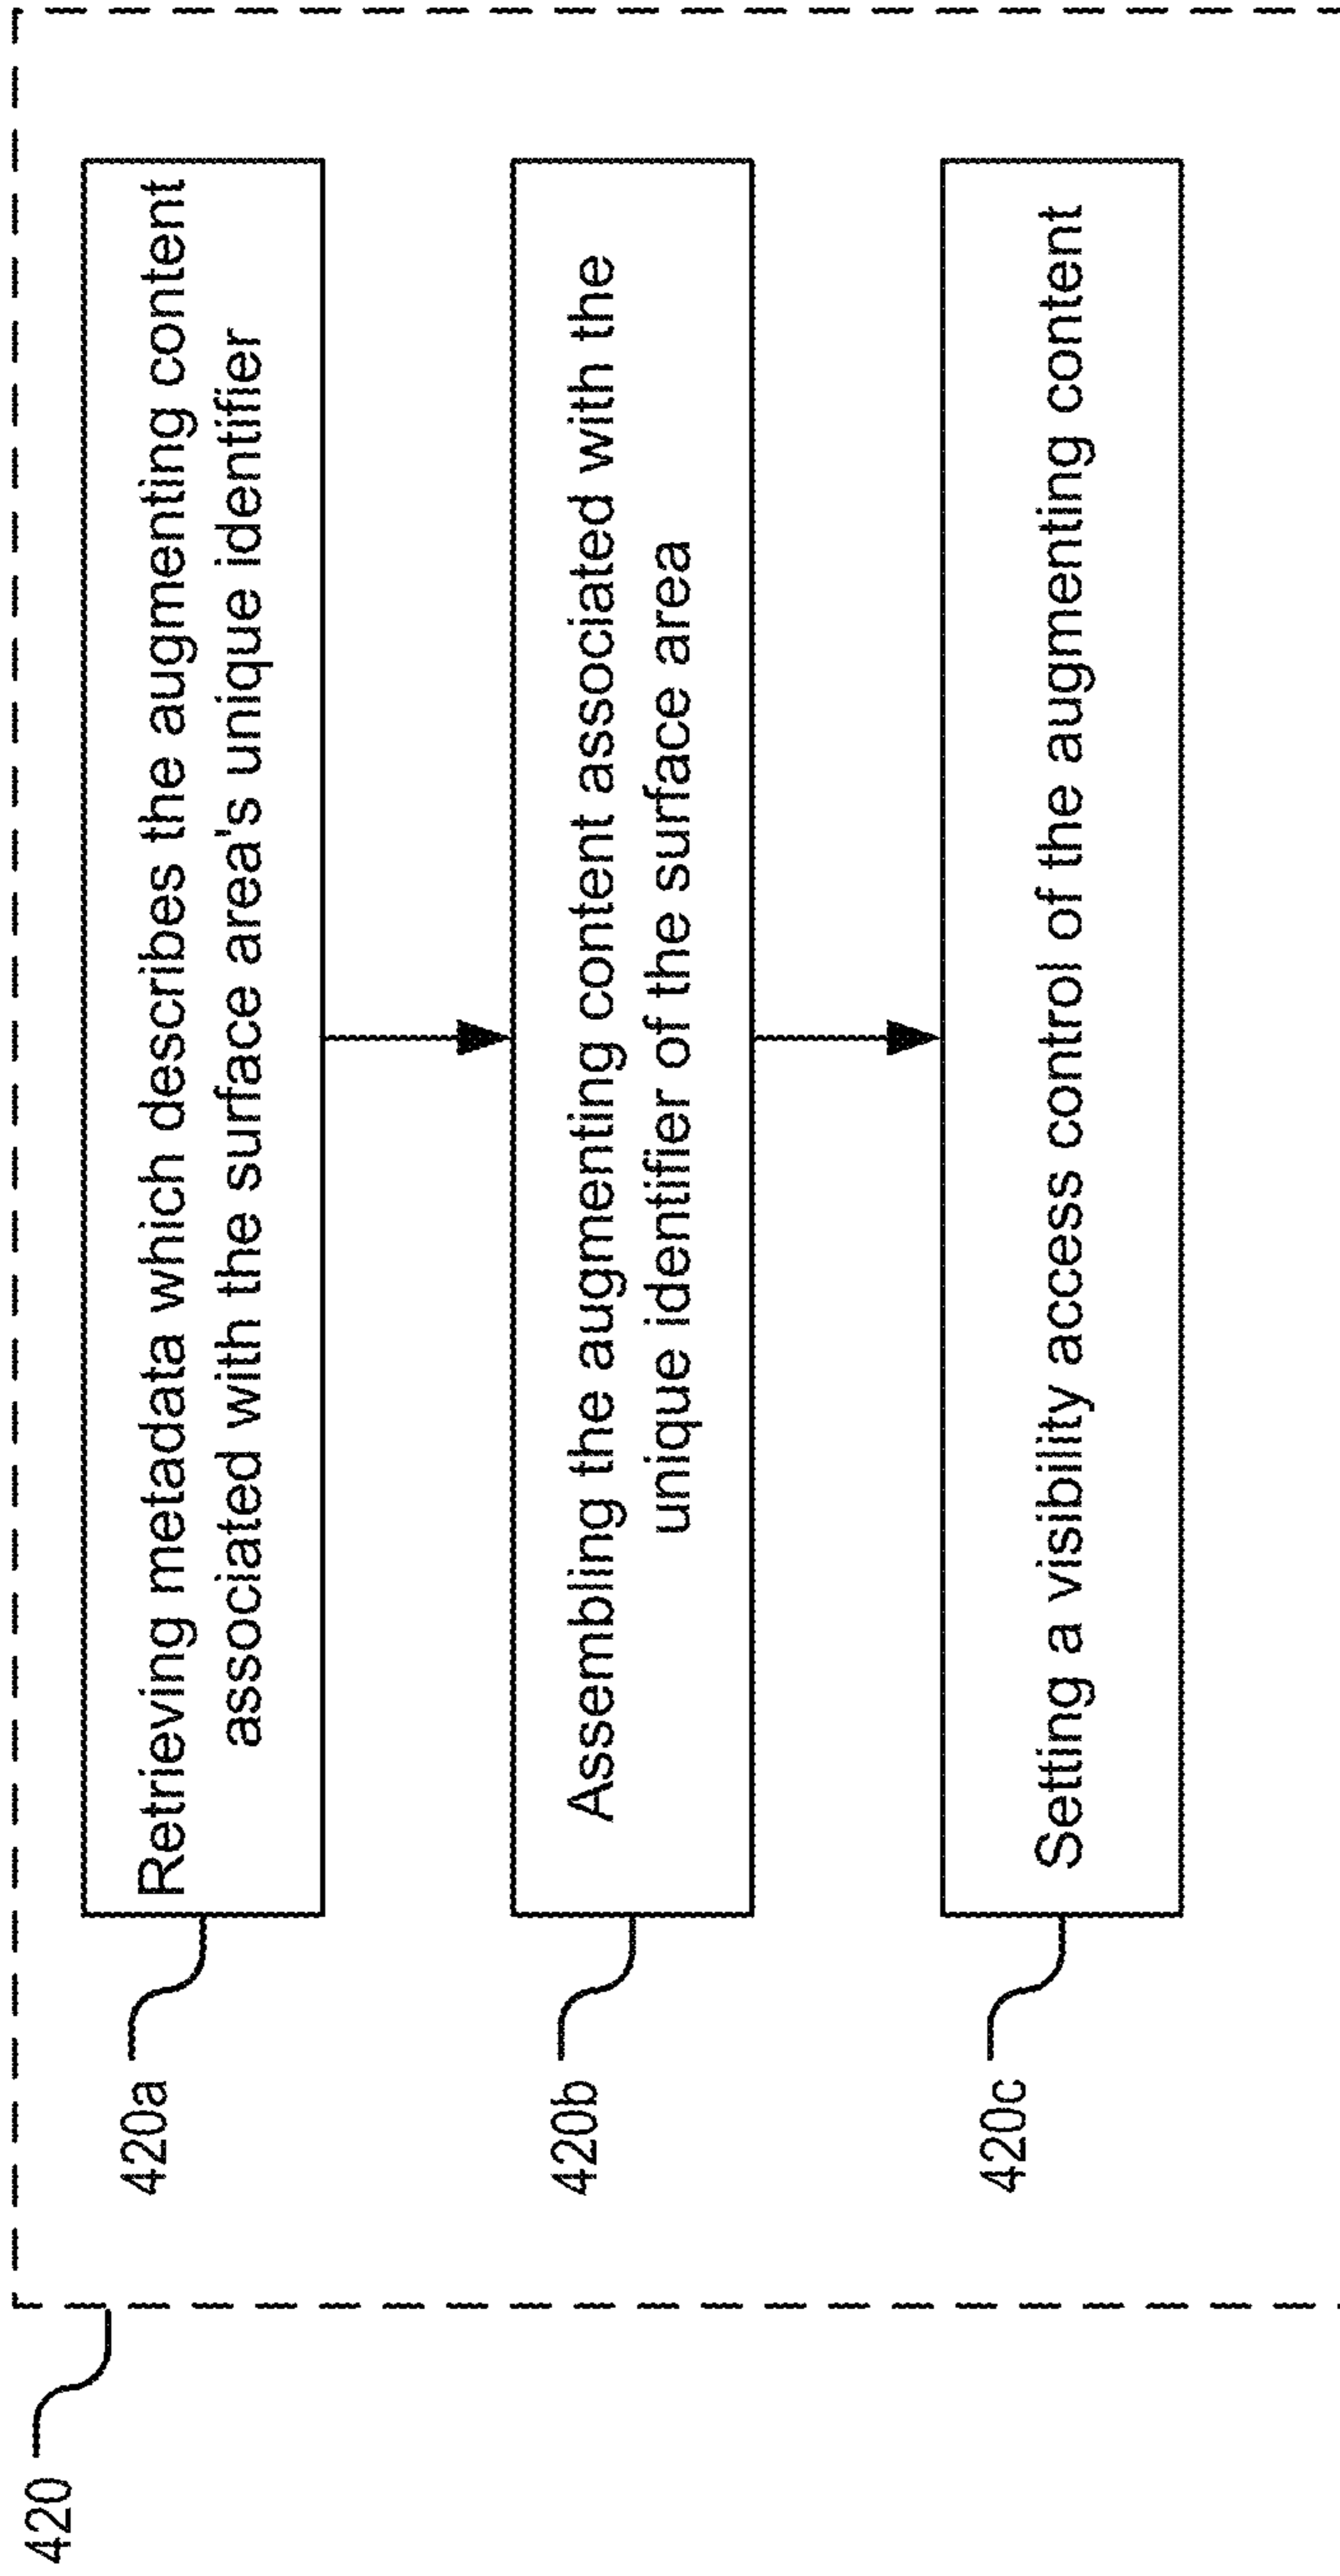 420
420a
Retrieving metadata which describes the augmenting content
associated with the surface area's unique identifier
420b
Assembling the augmenting content associated with the
unique identifier of the surface area
420c
Setting a visibility access control of the augmenting content